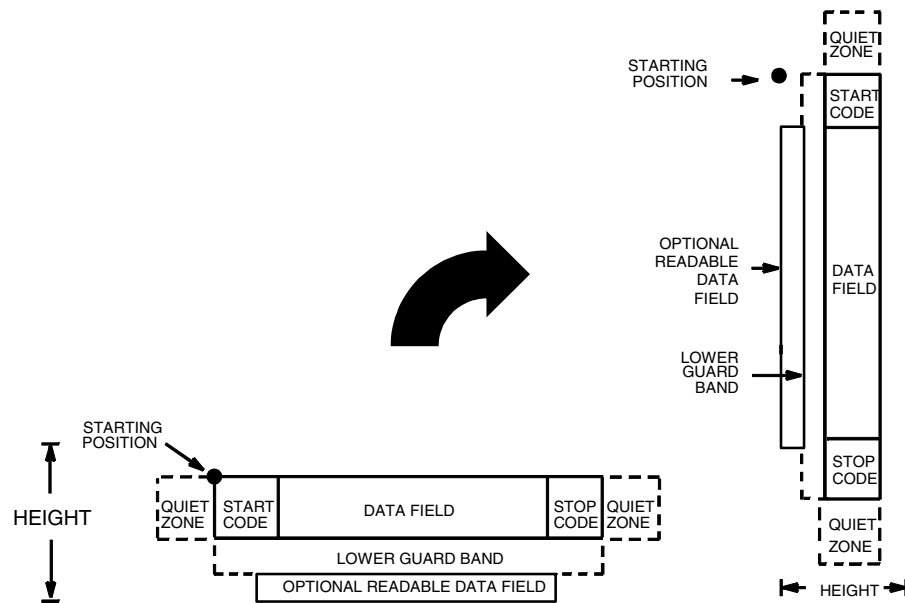 QUIET
ZONE
STARTING
POSITION
START
CODE
OPTIONAL
READABLE
DATA
FIELD
DATA
FIELD
LOWER
GUARD
BAND
STOP
CODE
QUIET
ZONE
HEIGHT
STARTING
POSITION
HEIGHT
QUIET
ZONE
START
CODE
DATA FIELD
STOP
CODE
QUIET
ZONE
LOWER GUARD BAND
OPTIONAL READABLE DATA FIELD